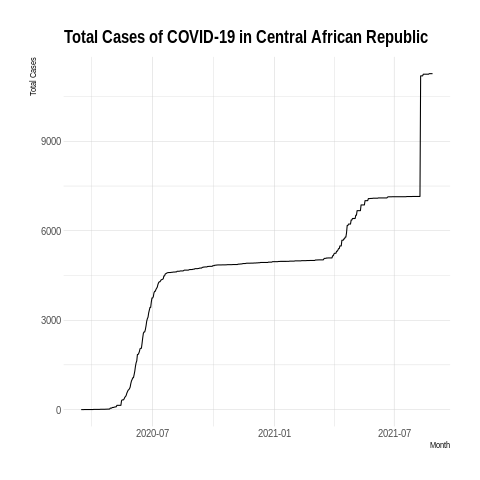 Total Cases of COVID-19 in Central African Republic
Total Cases
9000
6000
3000
0
2020-07
2021-01
2021-07
Month